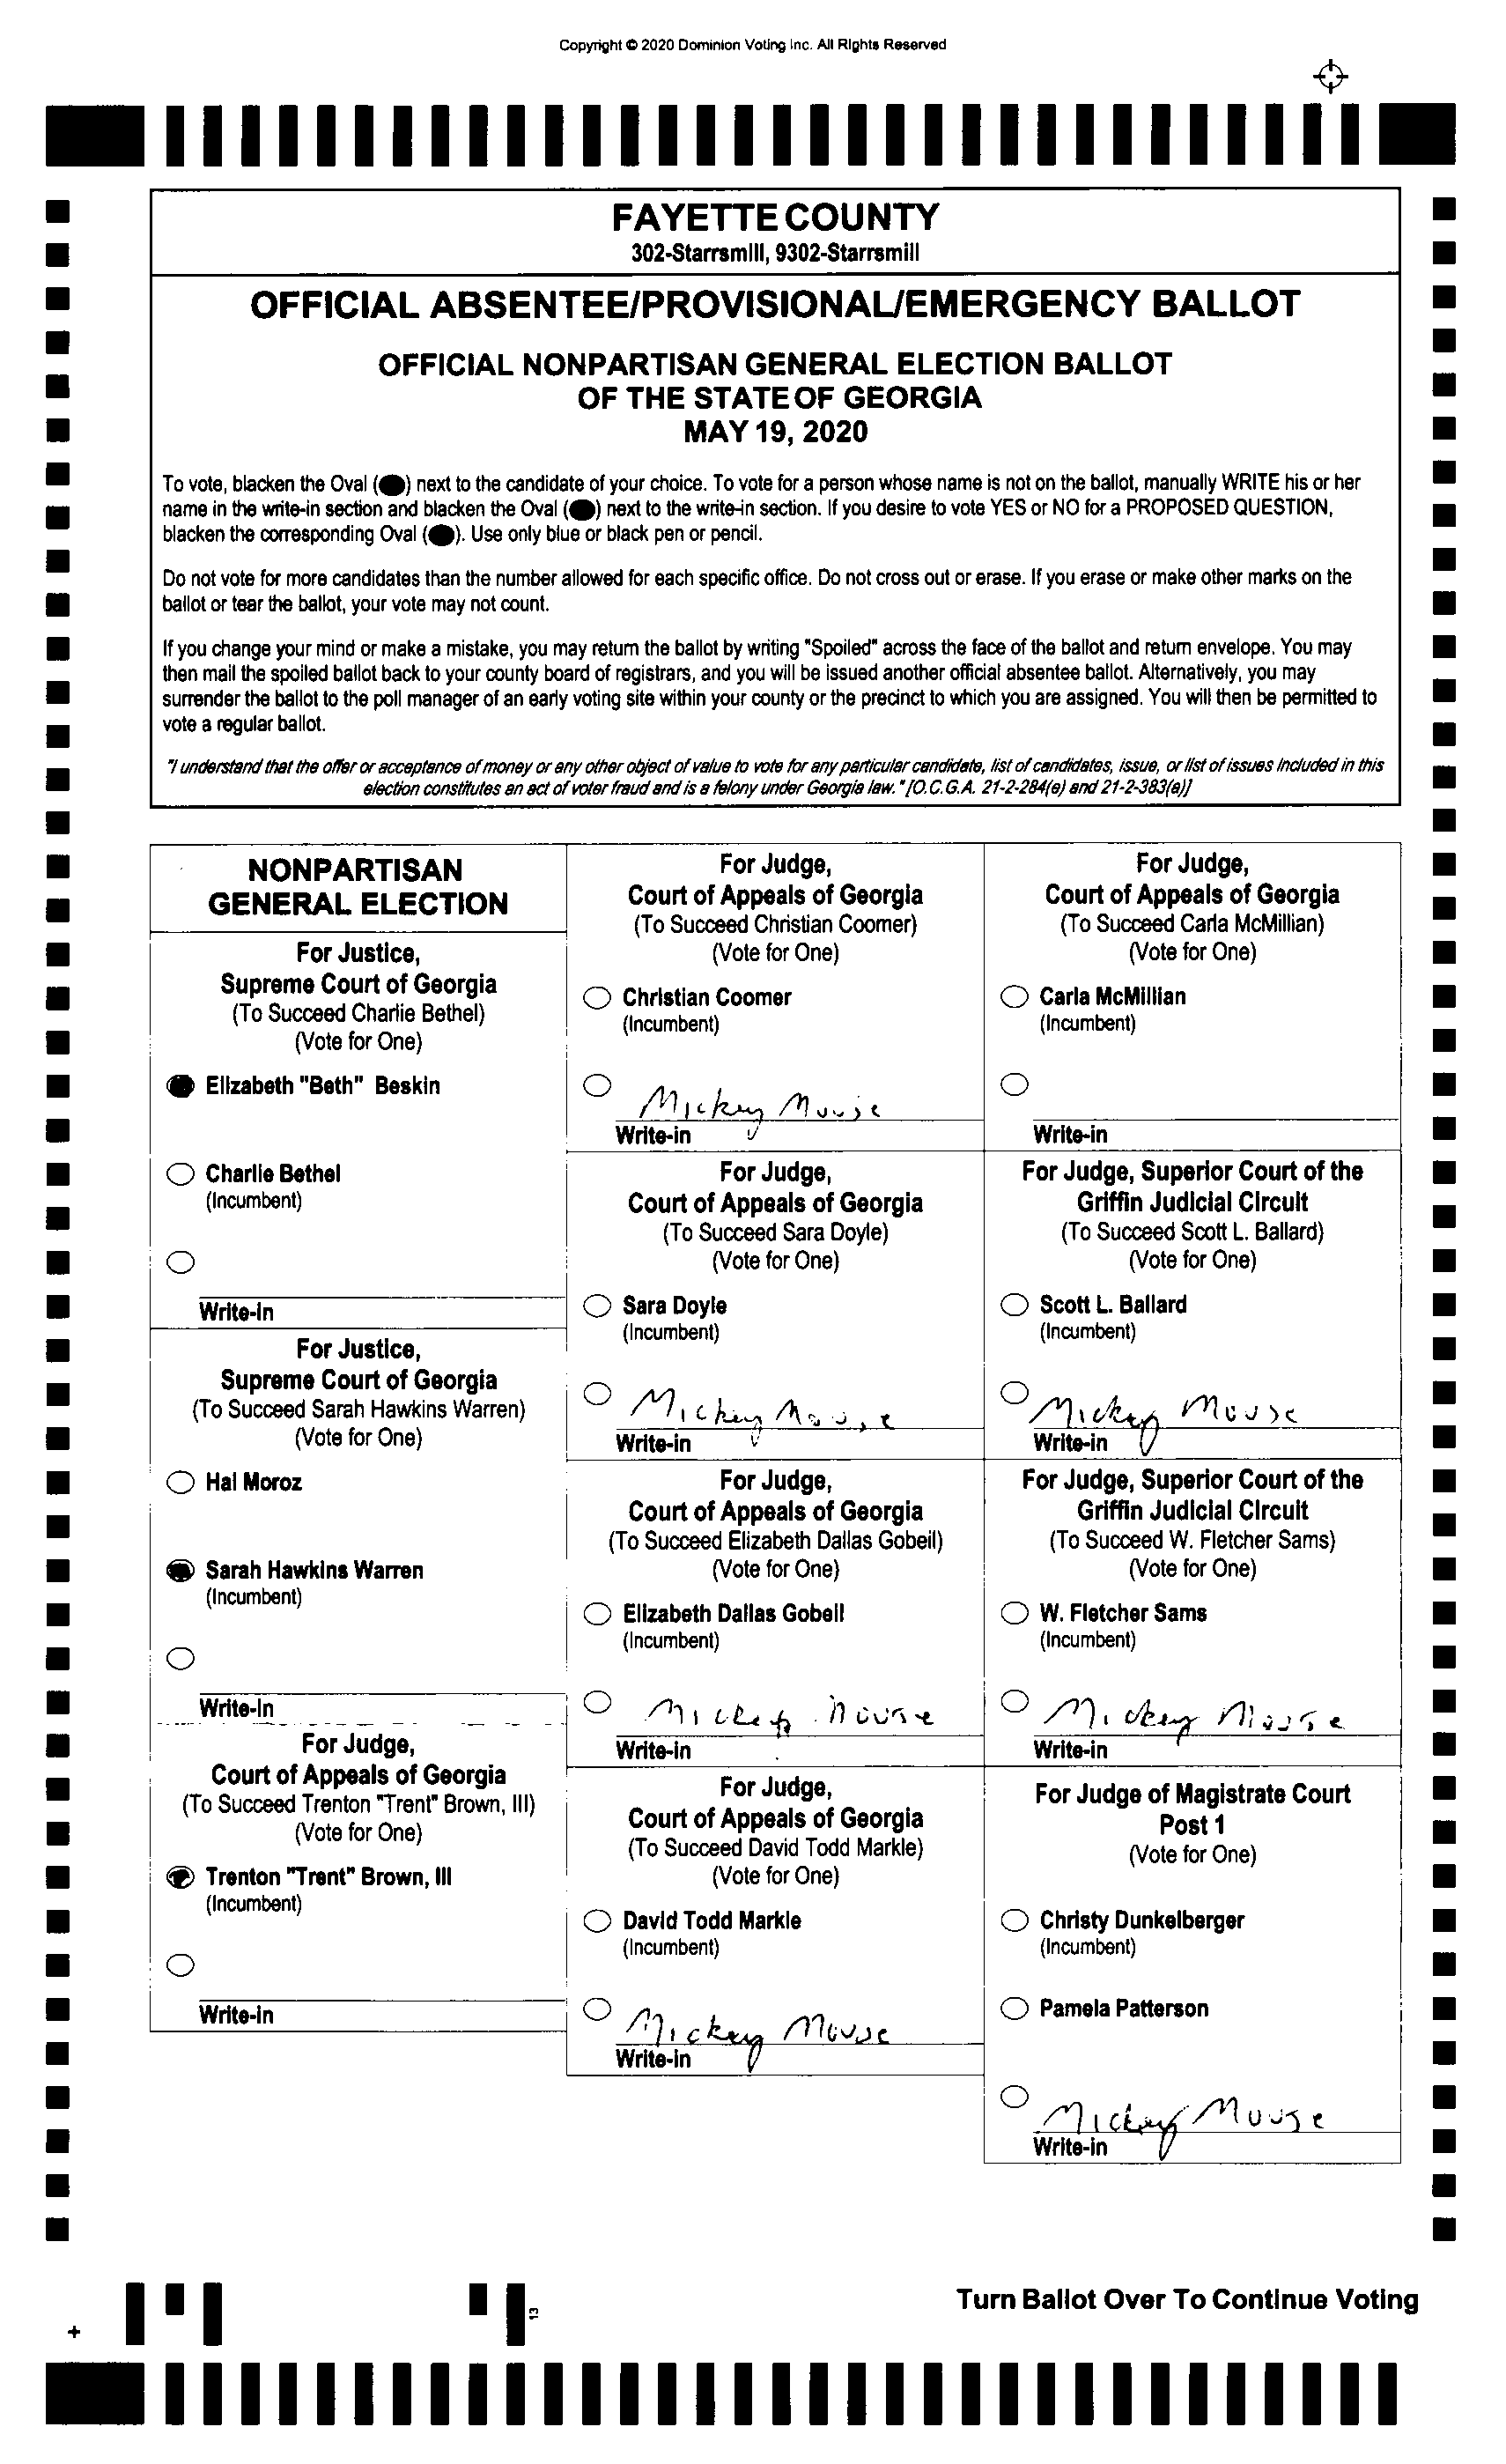 Copyright © 2020 Dominion Voting Inc. All Rights Reserved
FAYETTE COUNTY
302-Starrsmill, 9302-Starrsmill
OFFICIAL ABSENTEE/PROVISIONAL/EMERGENCY BALLOT
OFFICIAL NONPARTISAN GENERAL ELECTION BALLOT
OF THE STATE OF GEORGIA
MAY 19, 2020
To vote, blacken the Oval () next to the candidate of your choice. To vote for a person whose name is not on the ballot, manually WRITE his or her
name in the write-in section and blacken the Oval () next to the write-in section. If you desire to vote YES or NO for a PROPOSED QUESTION,
blacken the corresponding Oval (). Use only blue or black pen or pencil.
Do not vote for more candidates than the number allowed for each specific office. Do not cross out or erase. If you erase or make other marks on the
ballot or tear the ballot, your vote may not count.
If you change your mind or make a mistake, you may return the ballot by writing "Spoiled" across the face of the ballot and return envelope. You may
then mail the spoiled ballot back to your county board of registrars, and you will be issued another official absentee ballot. Alternatively, you may
surrender the ballot to the poll manager of an early voting site within your county or the precinct to which you are assigned. You will then be permitted to
vote a regular ballot.
"I understand that the offer or acceptance of money or any other object of value to vote for any particular candidate, list of candidates, issue, or list of issues included in this
election constitutes an act of voter fraud and is a felony under Georgia law." [O.C.G.A. 21-2-284(e) and 21-2-383(a)]
NONPARTISAN
GENERAL ELECTION
For Justice,
Supreme Court of Georgia
(To Succeed Charlie Bethel)
(Vote for One)
Elizabeth "Beth" Beskin
Charlie Bethel
(Incumbent)
Write-in
For Justice,
Supreme Court of Georgia
(To Succeed Sarah Hawkins Warren)
(Vote for One)
Hal Moroz
Sarah Hawkins Warren
(Incumbent)
Write-in
For Judge,
Court of Appeals of Georgia
(To Succeed Trenton "Trent" Brown, III)
(Vote for One)
Trenton "Trent" Brown, III
(Incumbent)
Write-in
For Judge,
Court of Appeals of Georgia
(To Succeed Christian Coomer)
(Vote for One)
Christian Coomer
(Incumbent)
Mickey Mouse
Write-in
For Judge,
Court of Appeals of Georgia
(To Succeed Sara Doyle)
(Vote for One)
Sara Doyle
(Incumbent)
Mickey Mouse
Write-in
For Judge,
Court of Appeals of Georgia
(To Succeed Elizabeth Dallas Gobeil)
(Vote for One)
Elizabeth Dallas Gobeil
(Incumbent)
Mickey Mouse
Write-in
For Judge,
Court of Appeals of Georgia
(To Succeed David Todd Markle)
(Vote for One)
David Todd Markle
(Incumbent)
Mickey Mouse
Write-in
For Judge,
Court of Appeals of Georgia
(To Succeed Carla McMillian)
(Vote for One)
Carla McMillian
(Incumbent)
Write-in
For Judge, Superior Court of the
Griffin Judicial Circuit
(To Succeed Scott L. Ballard)
(Vote for One)
Scott L. Ballard
(Incumbent)
Mickey Mouse
Write-in
For Judge, Superior Court of the
Griffin Judicial Circuit
(To Succeed W. Fletcher Sams)
(Vote for One)
W. Fletcher Sams
(Incumbent)
Mickey Mouse
Write-in
For Judge of Magistrate Court
Post 1
(Vote for One)
Christy Dunkelberger
(Incumbent)
Pamela Patterson
Mickey Mouse
Write-in
13
Turn Ballot Over To Continue Voting